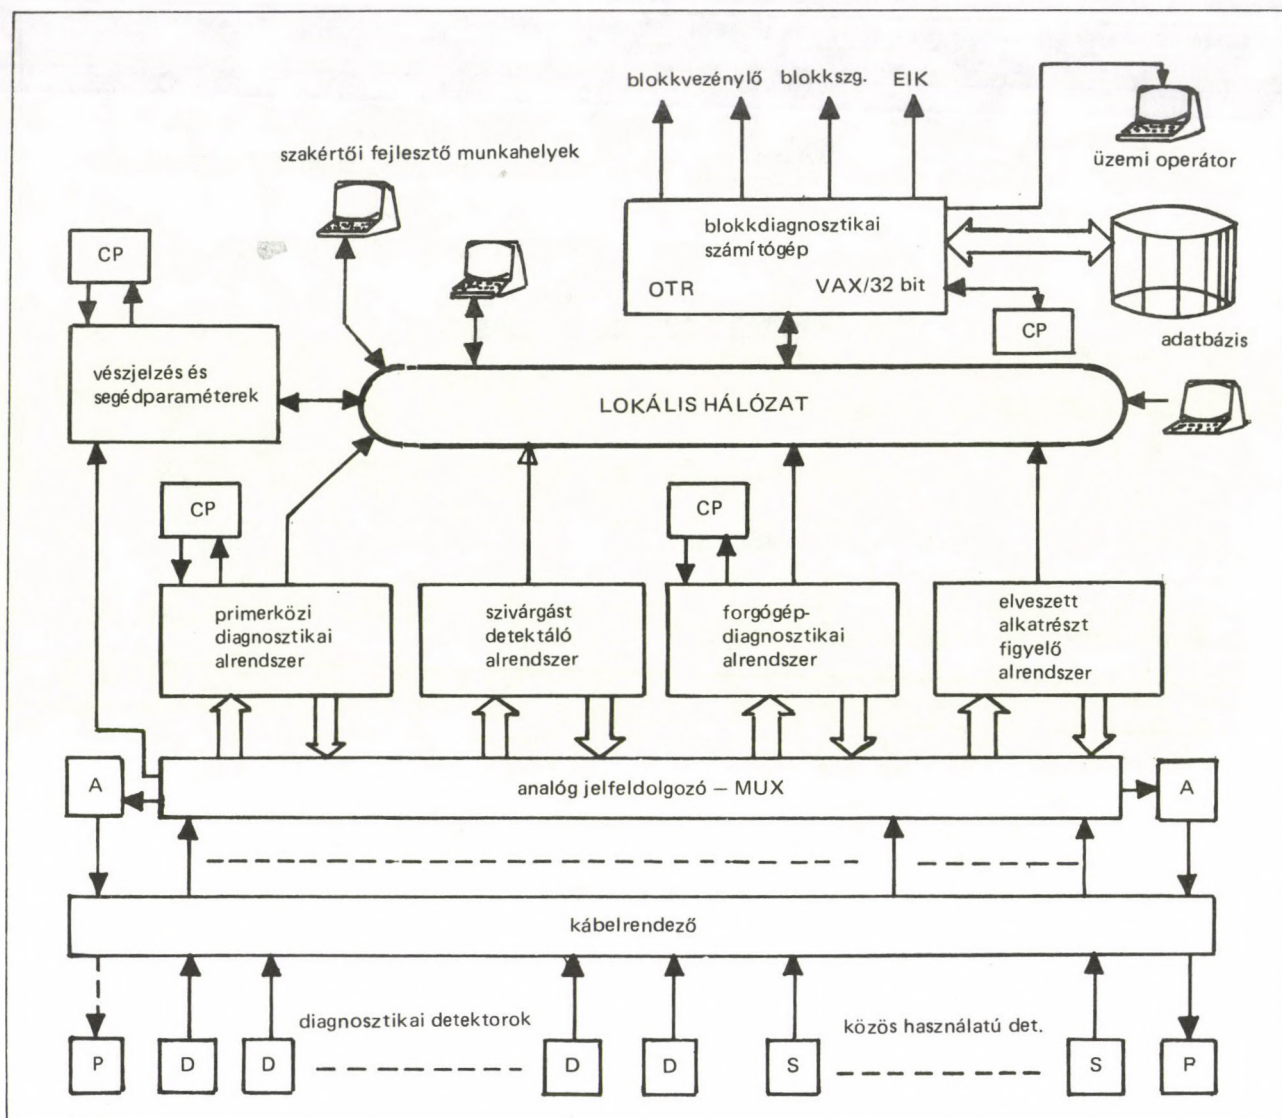 blokkvezénylő blokkszg. EIK
szakértői fejlesztő munkahelyek
üzemi operátor
CP
blokkdiagnosztikai
számítógép
OTR VAX/32 bit
CP
adatbázis
vészjelzés és
segédparaméterek
LOKÁLIS HÁLÓZAT
CP
CP
primerközi
diagnosztikai
alrendszer
szivárgást
detektáló
alrendszer
forgógép-
diagnosztikai
alrendszer
elveszett
alkatrészt
figyelő
alrendszer
A
analóg jelfeldolgozó – MUX
A
kábelrendező
diagnosztikai detektorok
közös használatú det.
P D D D D S S P